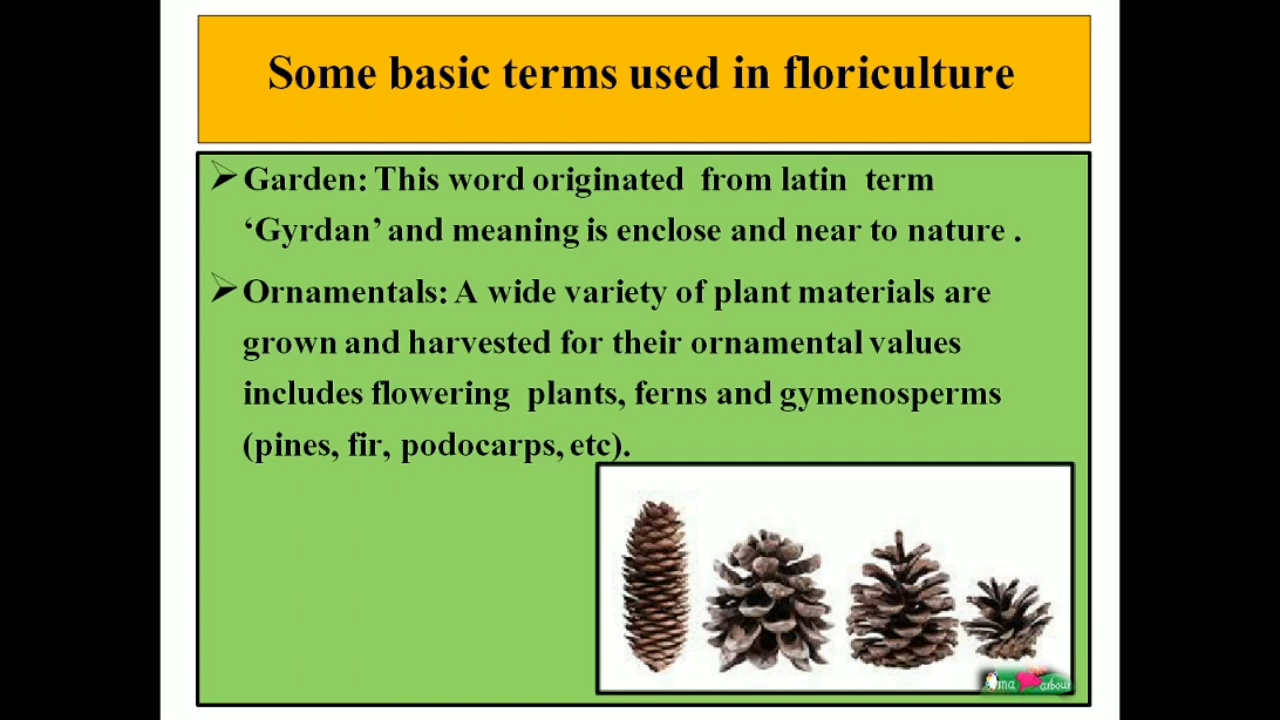 Some basic terms used in floriculture
➢Garden: This word originated from latin term
‘Gyrdan’ and meaning is enclose and near to nature .
➢Ornamentals: A wide variety of plant materials are
grown and harvested for their ornamental values
includes flowering plants, ferns and gymenosperms
(pines, fir, podocarps, etc).